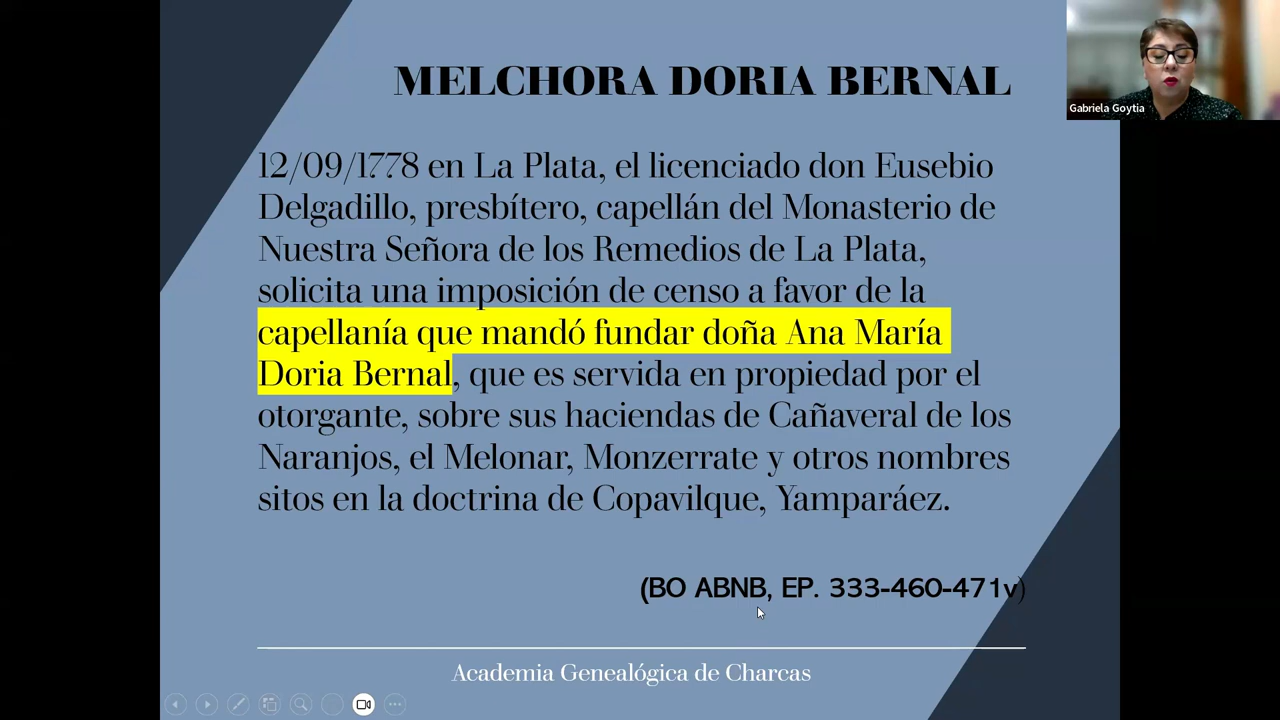 MELCHORA DORIA BERNAL
Gabriela Goytia
12/09/1778 en La Plata, el licenciado don Eusebio
Delgadillo, presbítero, capellán del Monasterio de
Nuestra Señora de los Remedios de La Plata,
solicita una imposición de censo a favor de la
capellanía que mandó fundar doña Ana María
Doria Bernal, que es servida en propiedad por el
otorgante, sobre sus haciendas de Cañaveral de los
Naranjos, el Melonar, Monzerrate y otros nombres
sitos en la doctrina de Copavilque, Yamparáez.
(BO ABNB, EP. 333-460-471v)
Academia Genealógica de Charcas